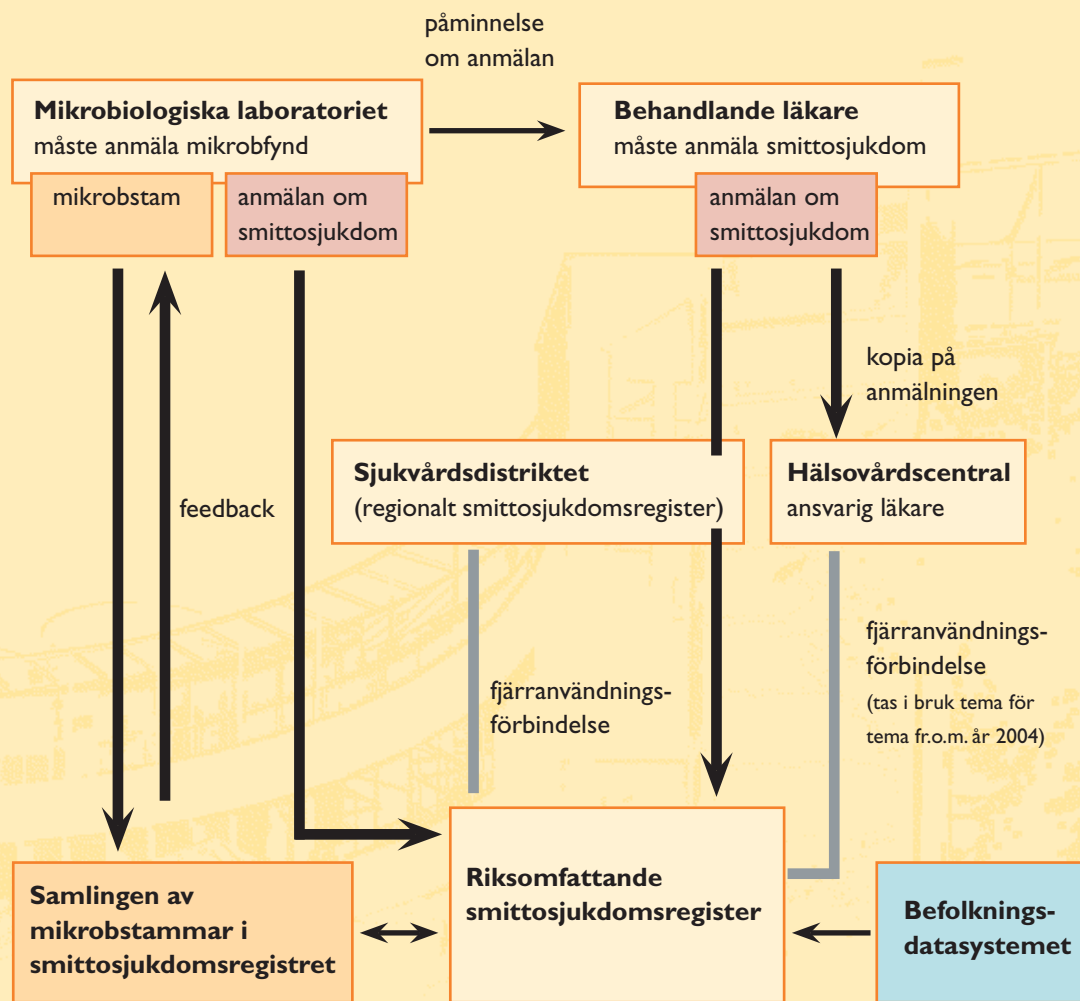 påminnelse
om anmälan
Mikrobiologiska laboratoriet
måste anmäla mikrobfynd
Behandlande läkare
måste anmäla smittosjukdom
mikrobstam
anmälan om
smittosjukdom
anmälan om
smittosjukdom
kopia på
anmälningen
Sjukvårdsdistriktet
(regionalt smittosjukdomsregister)
Hälsovårdscentral
ansvarig läkare
feedback
fjärranvändnings-
förbindelse
fjärranvändnings-
förbindelse
(tas i bruk tema för
tema fr.o.m. år 2004)
Samlingen av
mikrobstammar i
smittosjukdomsregistret
Riksomfattande
smittosjukdomsregister
Befolknings-
datasystemet